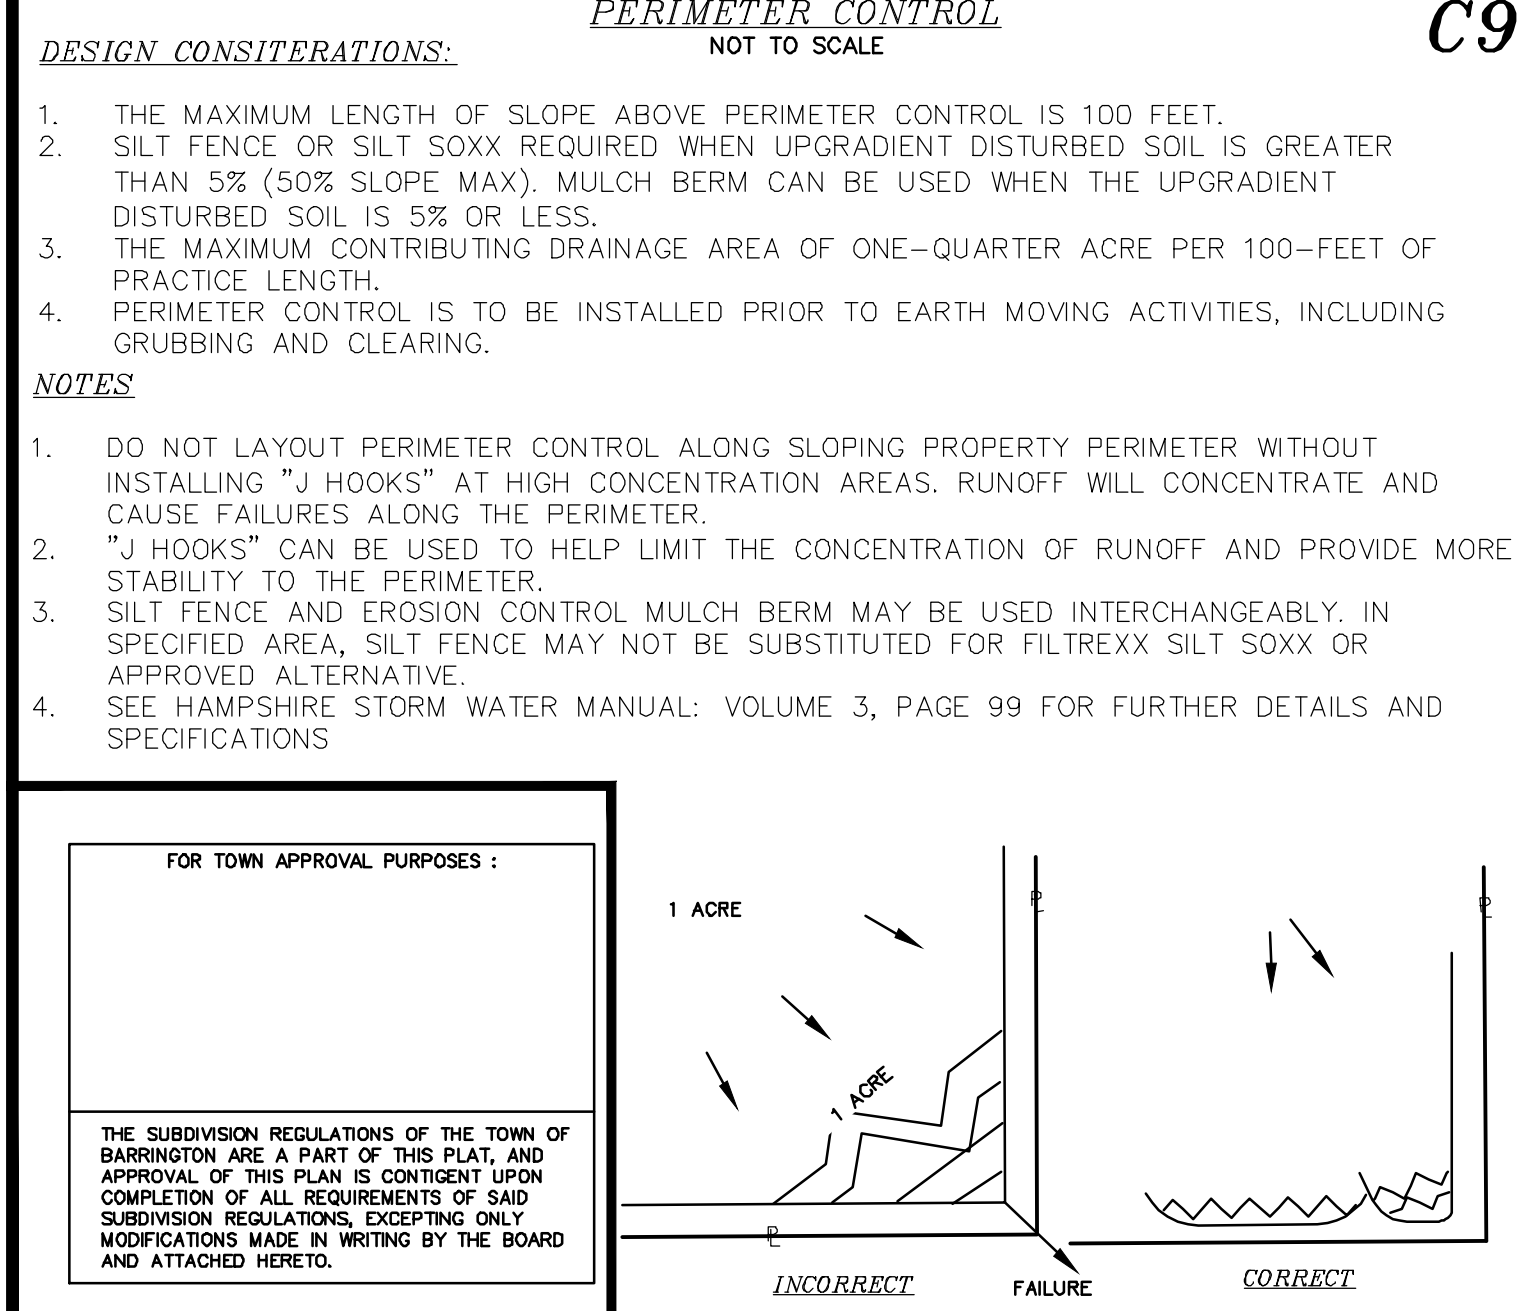 PERIMETER CONTROL
NOT TO SCALE
C9
DESIGN CONSITERATIONS:
1. THE MAXIMUM LENGTH OF SLOPE ABOVE PERIMETER CONTROL IS 100 FEET.
2. SILT FENCE OR SILT SOXX REQUIRED WHEN UPGRADIENT DISTURBED SOIL IS GREATER
THAN 5% (50% SLOPE MAX). MULCH BERM CAN BE USED WHEN THE UPGRADIENT
DISTURBED SOIL IS 5% OR LESS.
3. THE MAXIMUM CONTRIBUTING DRAINAGE AREA OF ONE-QUARTER ACRE PER 100-FEET OF
PRACTICE LENGTH.
4. PERIMETER CONTROL IS TO BE INSTALLED PRIOR TO EARTH MOVING ACTIVITIES, INCLUDING
GRUBBING AND CLEARING.
NOTES
1. DO NOT LAYOUT PERIMETER CONTROL ALONG SLOPING PROPERTY PERIMETER WITHOUT
INSTALLING "J HOOKS" AT HIGH CONCENTRATION AREAS. RUNOFF WILL CONCENTRATE AND
CAUSE FAILURES ALONG THE PERIMETER.
2. "J HOOKS" CAN BE USED TO HELP LIMIT THE CONCENTRATION OF RUNOFF AND PROVIDE MORE
STABILITY TO THE PERIMETER.
3. SILT FENCE AND EROSION CONTROL MULCH BERM MAY BE USED INTERCHANGEABLY. IN
SPECIFIED AREA, SILT FENCE MAY NOT BE SUBSTITUTED FOR FILTREXX SILT SOXX OR
APPROVED ALTERNATIVE.
4. SEE HAMPSHIRE STORM WATER MANUAL: VOLUME 3, PAGE 99 FOR FURTHER DETAILS AND
SPECIFICATIONS
FOR TOWN APPROVAL PURPOSES :
THE SUBDIVISION REGULATIONS OF THE TOWN OF
BARRINGTON ARE A PART OF THIS PLAT, AND
APPROVAL OF THIS PLAN IS CONTIGENT UPON
COMPLETION OF ALL REQUIREMENTS OF SAID
SUBDIVISION REGULATIONS, EXCEPTING ONLY
MODIFICATIONS MADE IN WRITING BY THE BOARD
AND ATTACHED HERETO.
1 ACRE
PL
1 ACRE
PL
INCORRECT
FAILURE
PL
CORRECT